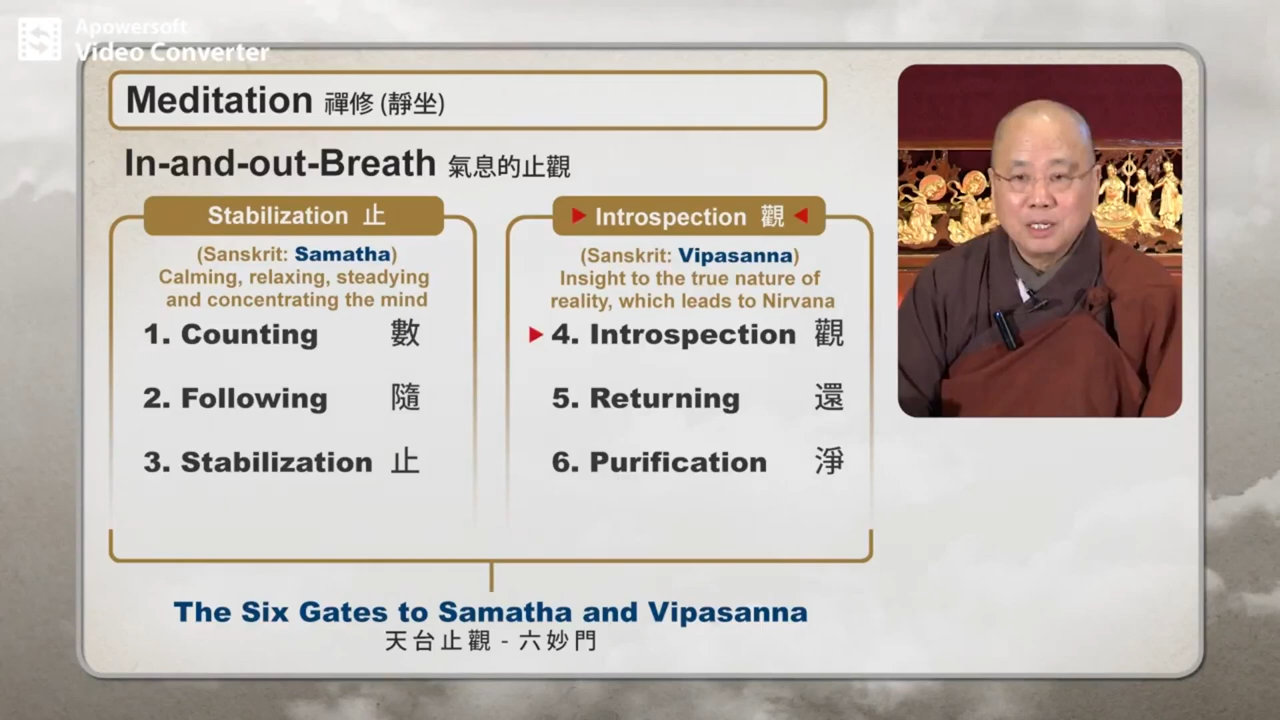 Apowersoft
Video Converter
Meditation 禪修 (靜坐)
In-and-out-Breath 氣息的止觀
Stabilization 止
(Sanskrit: Samatha)
Calming, relaxing, steadying
and concentrating the mind
1. Counting 數
2. Following 隨
3. Stabilization 止
Introspection 觀
(Sanskrit: Vipasanna)
Insight to the true nature of
reality, which leads to Nirvana
4. Introspection 觀
5. Returning 還
6. Purification 淨
The Six Gates to Samatha and Vipasanna
天台止觀 - 六妙門